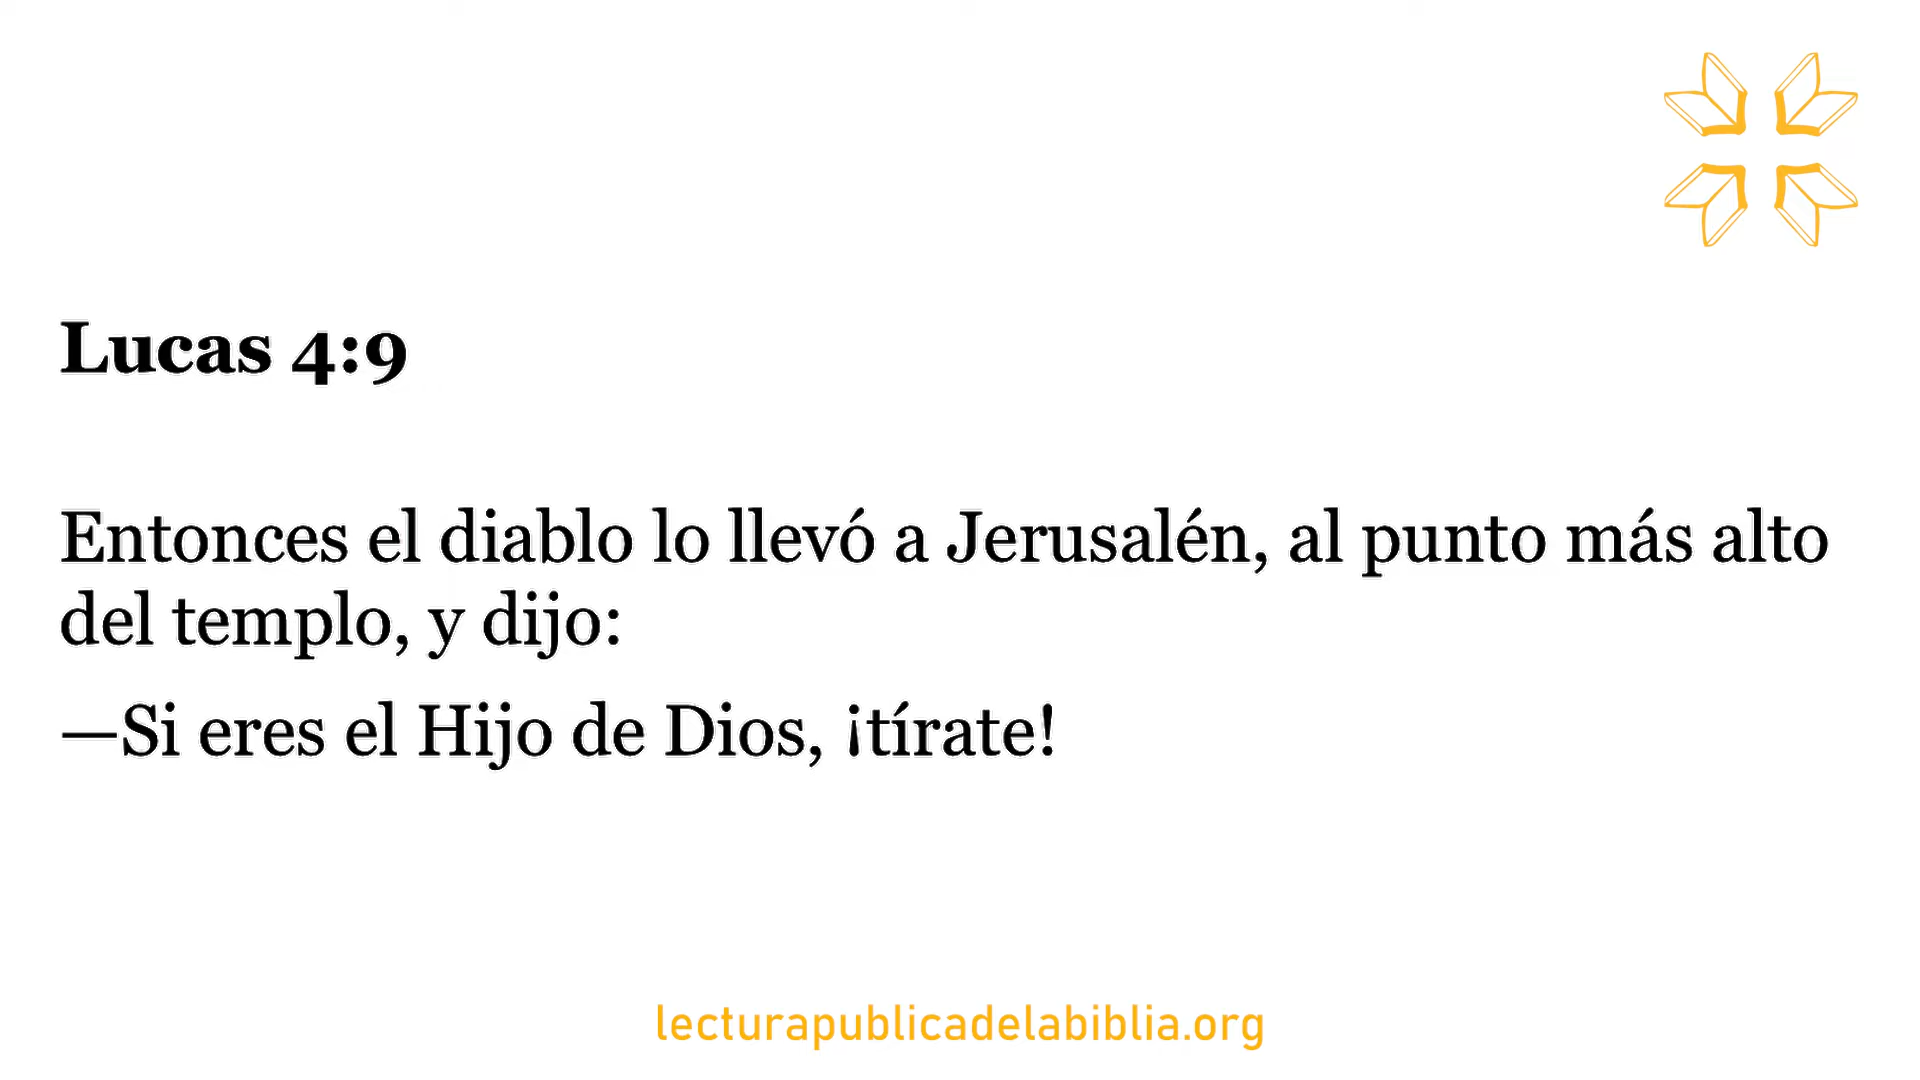 Lucas 4:9
Entonces el diablo lo llevó a Jerusalén, al punto más alto
del templo, y dijo:
—Si eres el Hijo de Dios, ¡tírate!
lecturapublicadelabiblia.org